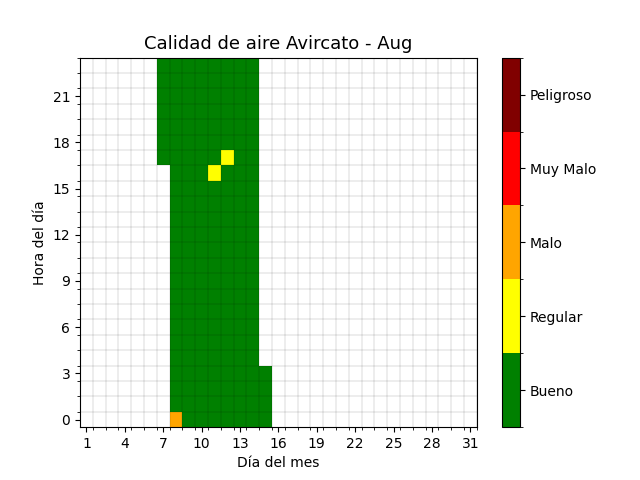 Calidad de aire Avircato - Aug
Hora del día
21
18
15
12
9
6
3
0
1 4 7 10 13 16 19 22 25 28 31
Día del mes
Peligroso
Muy Malo
Malo
Regular
Bueno